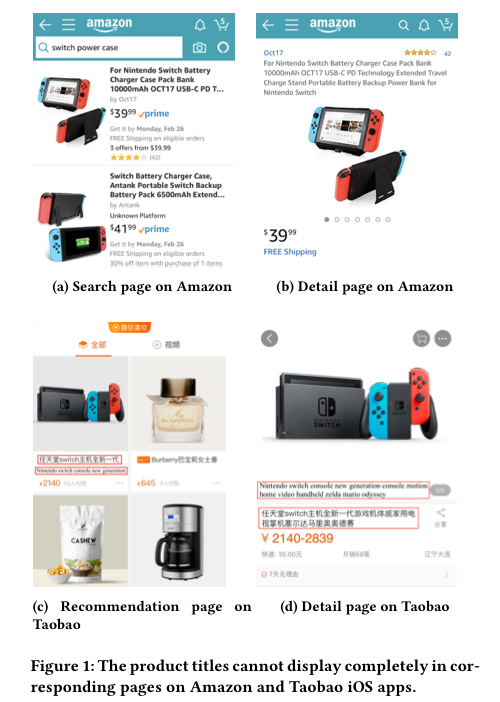 amazon
5
switch power case
For Nintendo Switch Battery
Charger Case Pack Bank
10000mAh OCT17 USB-C PD T...
by Oct17
$39⁹⁹ prime
Get it by Monday, Feb 26
FREE Shipping on eligible orders
3 offers from $39.99
(42)
Switch Battery Charger Case,
Antank Portable Switch Backup
Battery Pack 6500mAh Extend...
by Antank
Unknown Platform
$41⁹⁹ prime
Get it by Monday, Feb 26
FREE Shipping on eligible orders
30% off item with purchase of 1 items
(a) Search page on Amazon
amazon
5
Oct17
42
For Nintendo Switch Battery Charger Case Pack Bank
10000mAh OCT17 USB-C PD Technology Extended Travel
Charge Stand Portable Battery Backup Power Bank for
Nintendo Switch
$39⁹⁹
FREE Shipping
(b) Detail page on Amazon
猜你喜欢
全部
视频
任天堂switch主机全新一代
Nintendo switch console new generation
¥2140
Burberry巴宝莉女士香
¥645
CASHEW
(c) Recommendation page on
Taobao
NINTENDO
SWITCH
Nintendo switch console new generation console motion
home video handheld zelda mario odyssey
任天堂switch主机全新一代游戏机体感家用电
视掌机塞尔达马里奥奥德赛
分享
¥ 2140-2839
快递: 35.00元
月销59笔
辽宁大连
7天无理由
(d) Detail page on Taobao
Figure 1: The product titles cannot display completely in cor-
responding pages on Amazon and Taobao iOS apps.